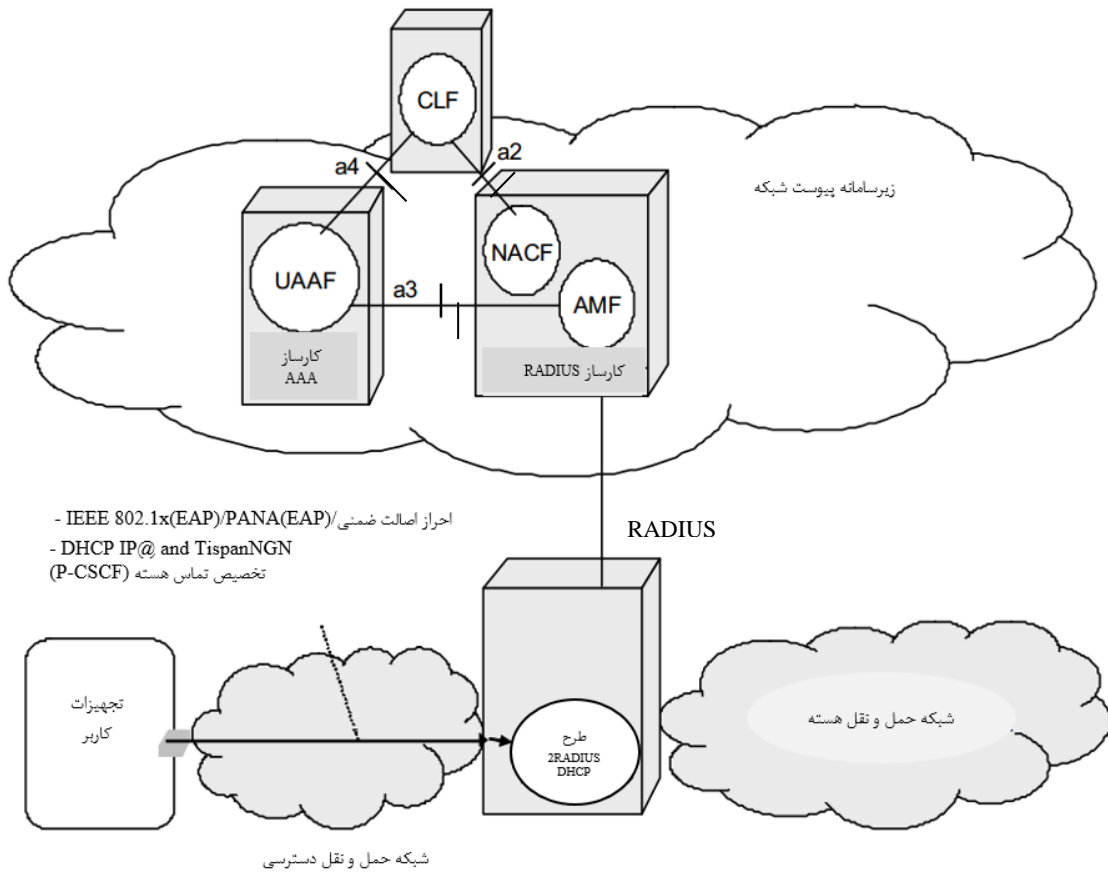 CLF
a4
a2
زیرسامانه پیوست شبکه
NACF
UAAF
a3
AMF
کارساز
AAA
کارساز RADIUS
- IEEE 802.1x(EAP)/PANA(EAP)/احراز اصالت ضمنی
- DHCP IP@ and TispanNGN
تخصیص تماس هسته (P-CSCF)
RADIUS
تجهیزات
کاربر
طرح
2RADIUS
DHCP
شبکه حمل و نقل هسته
شبکه حمل و نقل دسترسی